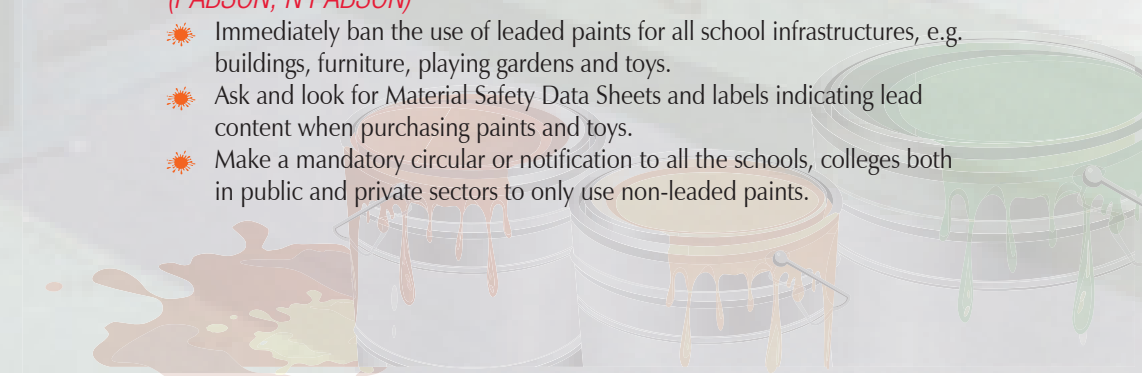 (PABSON, N-PABSON)
Immediately ban the use of leaded paints for all school infrastructures, e.g.
buildings, furniture, playing gardens and toys.
Ask and look for Material Safety Data Sheets and labels indicating lead
content when purchasing paints and toys.
Make a mandatory circular or notification to all the schools, colleges both
in public and private sectors to only use non-leaded paints.